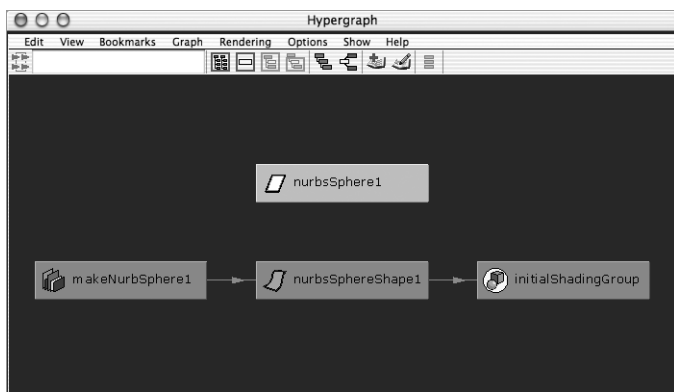 Hypergraph
Edit View Bookmarks Graph Rendering Options Show Help
nurbsSphere1
makeNurbSphere1 nurbsSphereShape1 initialShadingGroup